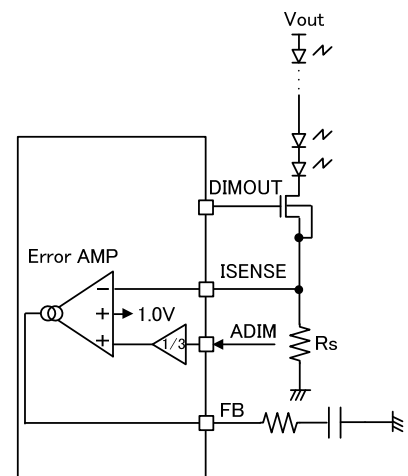 Vout
DIMOUT
Error AMP
ISENSE
−
+ 1.0V
ADIM
+
1/3
Rs
FB